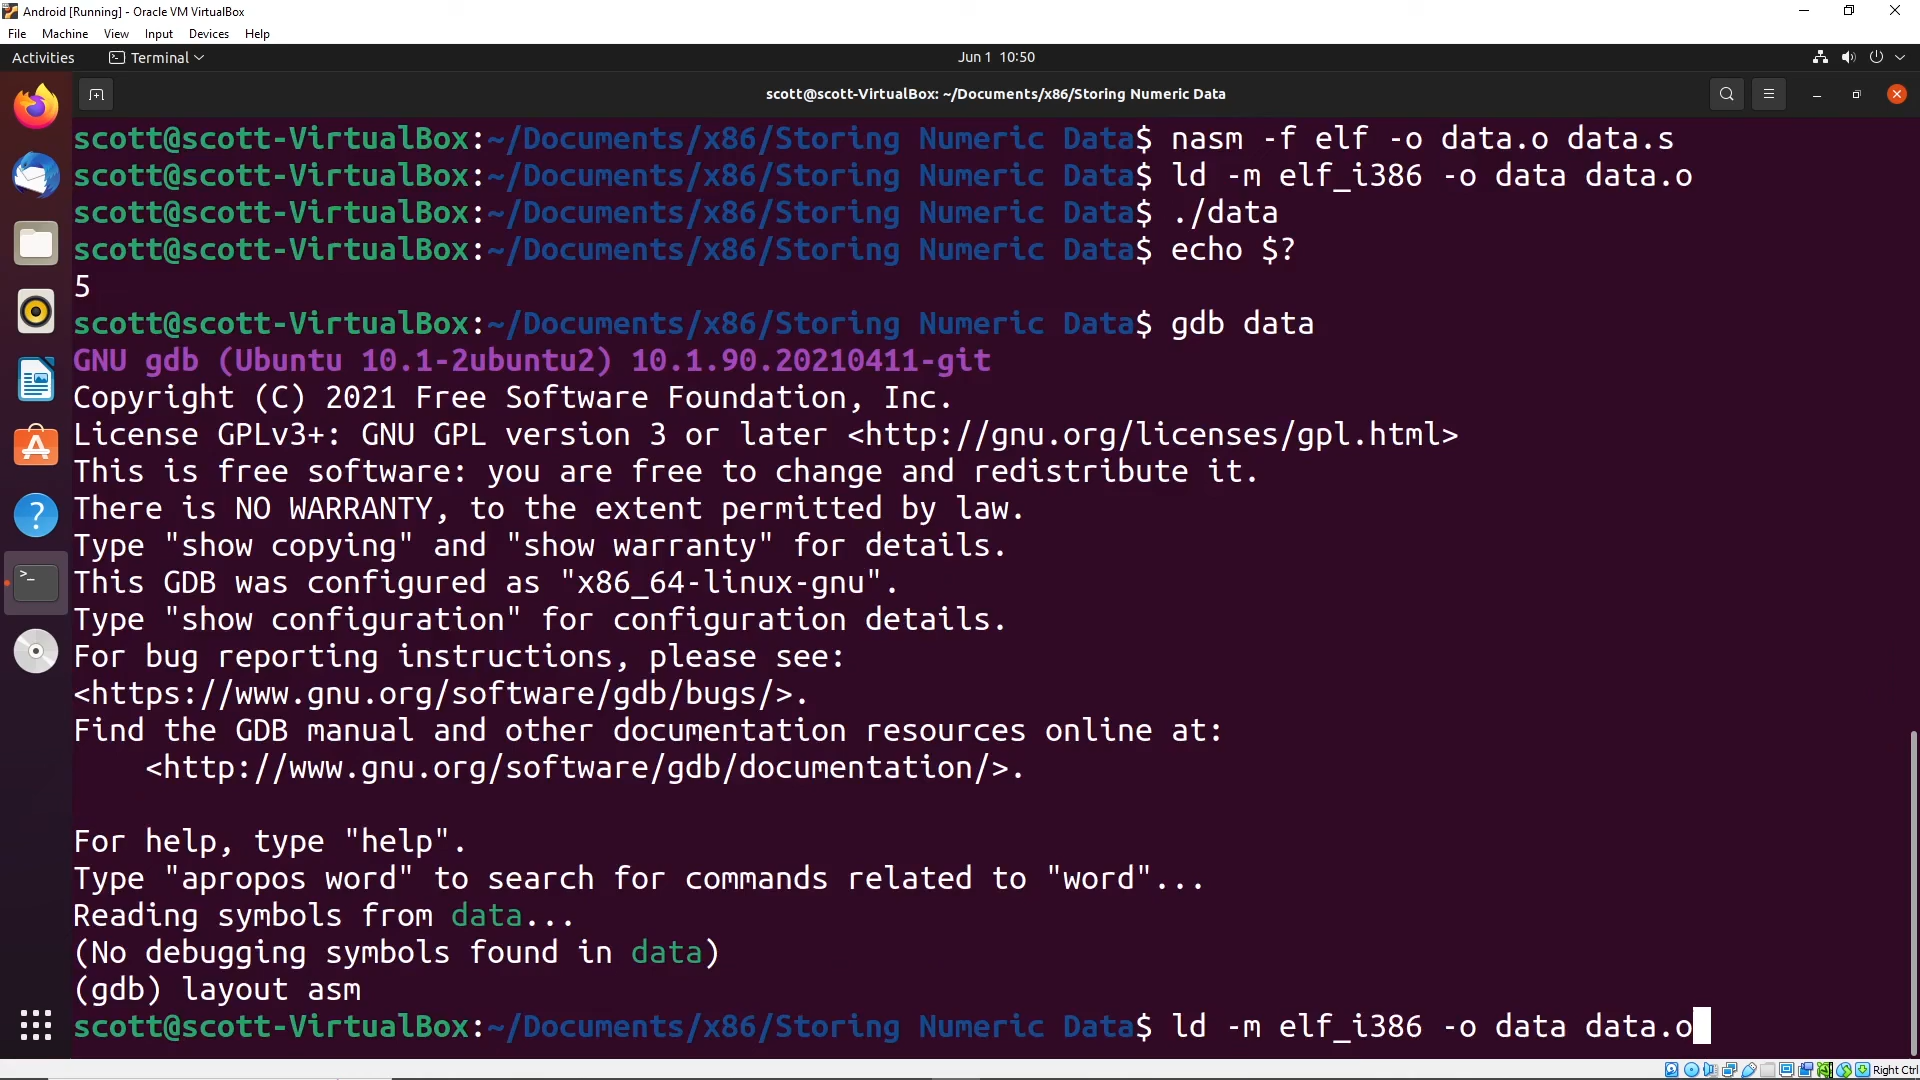 Android [Running] - Oracle VM VirtualBox
File Machine View Input Devices Help
Activities Terminal Jun 1 10:50
scott@scott-VirtualBox: ~/Documents/x86/Storing Numeric Data
scott@scott-VirtualBox:~/Documents/x86/Storing Numeric Data$ nasm -f elf -o data.o data.s
scott@scott-VirtualBox:~/Documents/x86/Storing Numeric Data$ ld -m elf_i386 -o data data.o
scott@scott-VirtualBox:~/Documents/x86/Storing Numeric Data$ ./data
scott@scott-VirtualBox:~/Documents/x86/Storing Numeric Data$ echo $?
5
scott@scott-VirtualBox:~/Documents/x86/Storing Numeric Data$ gdb data
GNU gdb (Ubuntu 10.1-2ubuntu2) 10.1.90.20210411-git
Copyright (C) 2021 Free Software Foundation, Inc.
License GPLv3+: GNU GPL version 3 or later <http://gnu.org/licenses/gpl.html>
This is free software: you are free to change and redistribute it.
There is NO WARRANTY, to the extent permitted by law.
Type "show copying" and "show warranty" for details.
This GDB was configured as "x86_64-linux-gnu".
Type "show configuration" for configuration details.
For bug reporting instructions, please see:
<https://www.gnu.org/software/gdb/bugs/>.
Find the GDB manual and other documentation resources online at:
<http://www.gnu.org/software/gdb/documentation/>.
For help, type "help".
Type "apropos word" to search for commands related to "word"...
Reading symbols from data...
(No debugging symbols found in data)
(gdb) layout asm
scott@scott-VirtualBox:~/Documents/x86/Storing Numeric Data$ ld -m elf_i386 -o data data.o
Right Ctrl